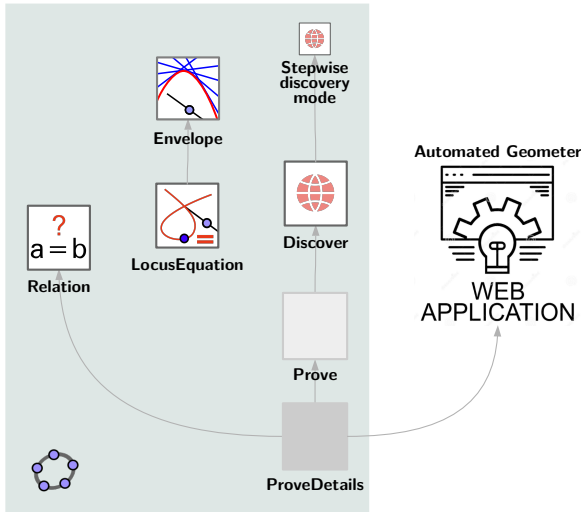 Stepwise
discovery
mode
Envelope
Automated Geometer
?
a = b
Relation
LocusEquation
Discover
WEB
APPLICATION
Prove
ProveDetails